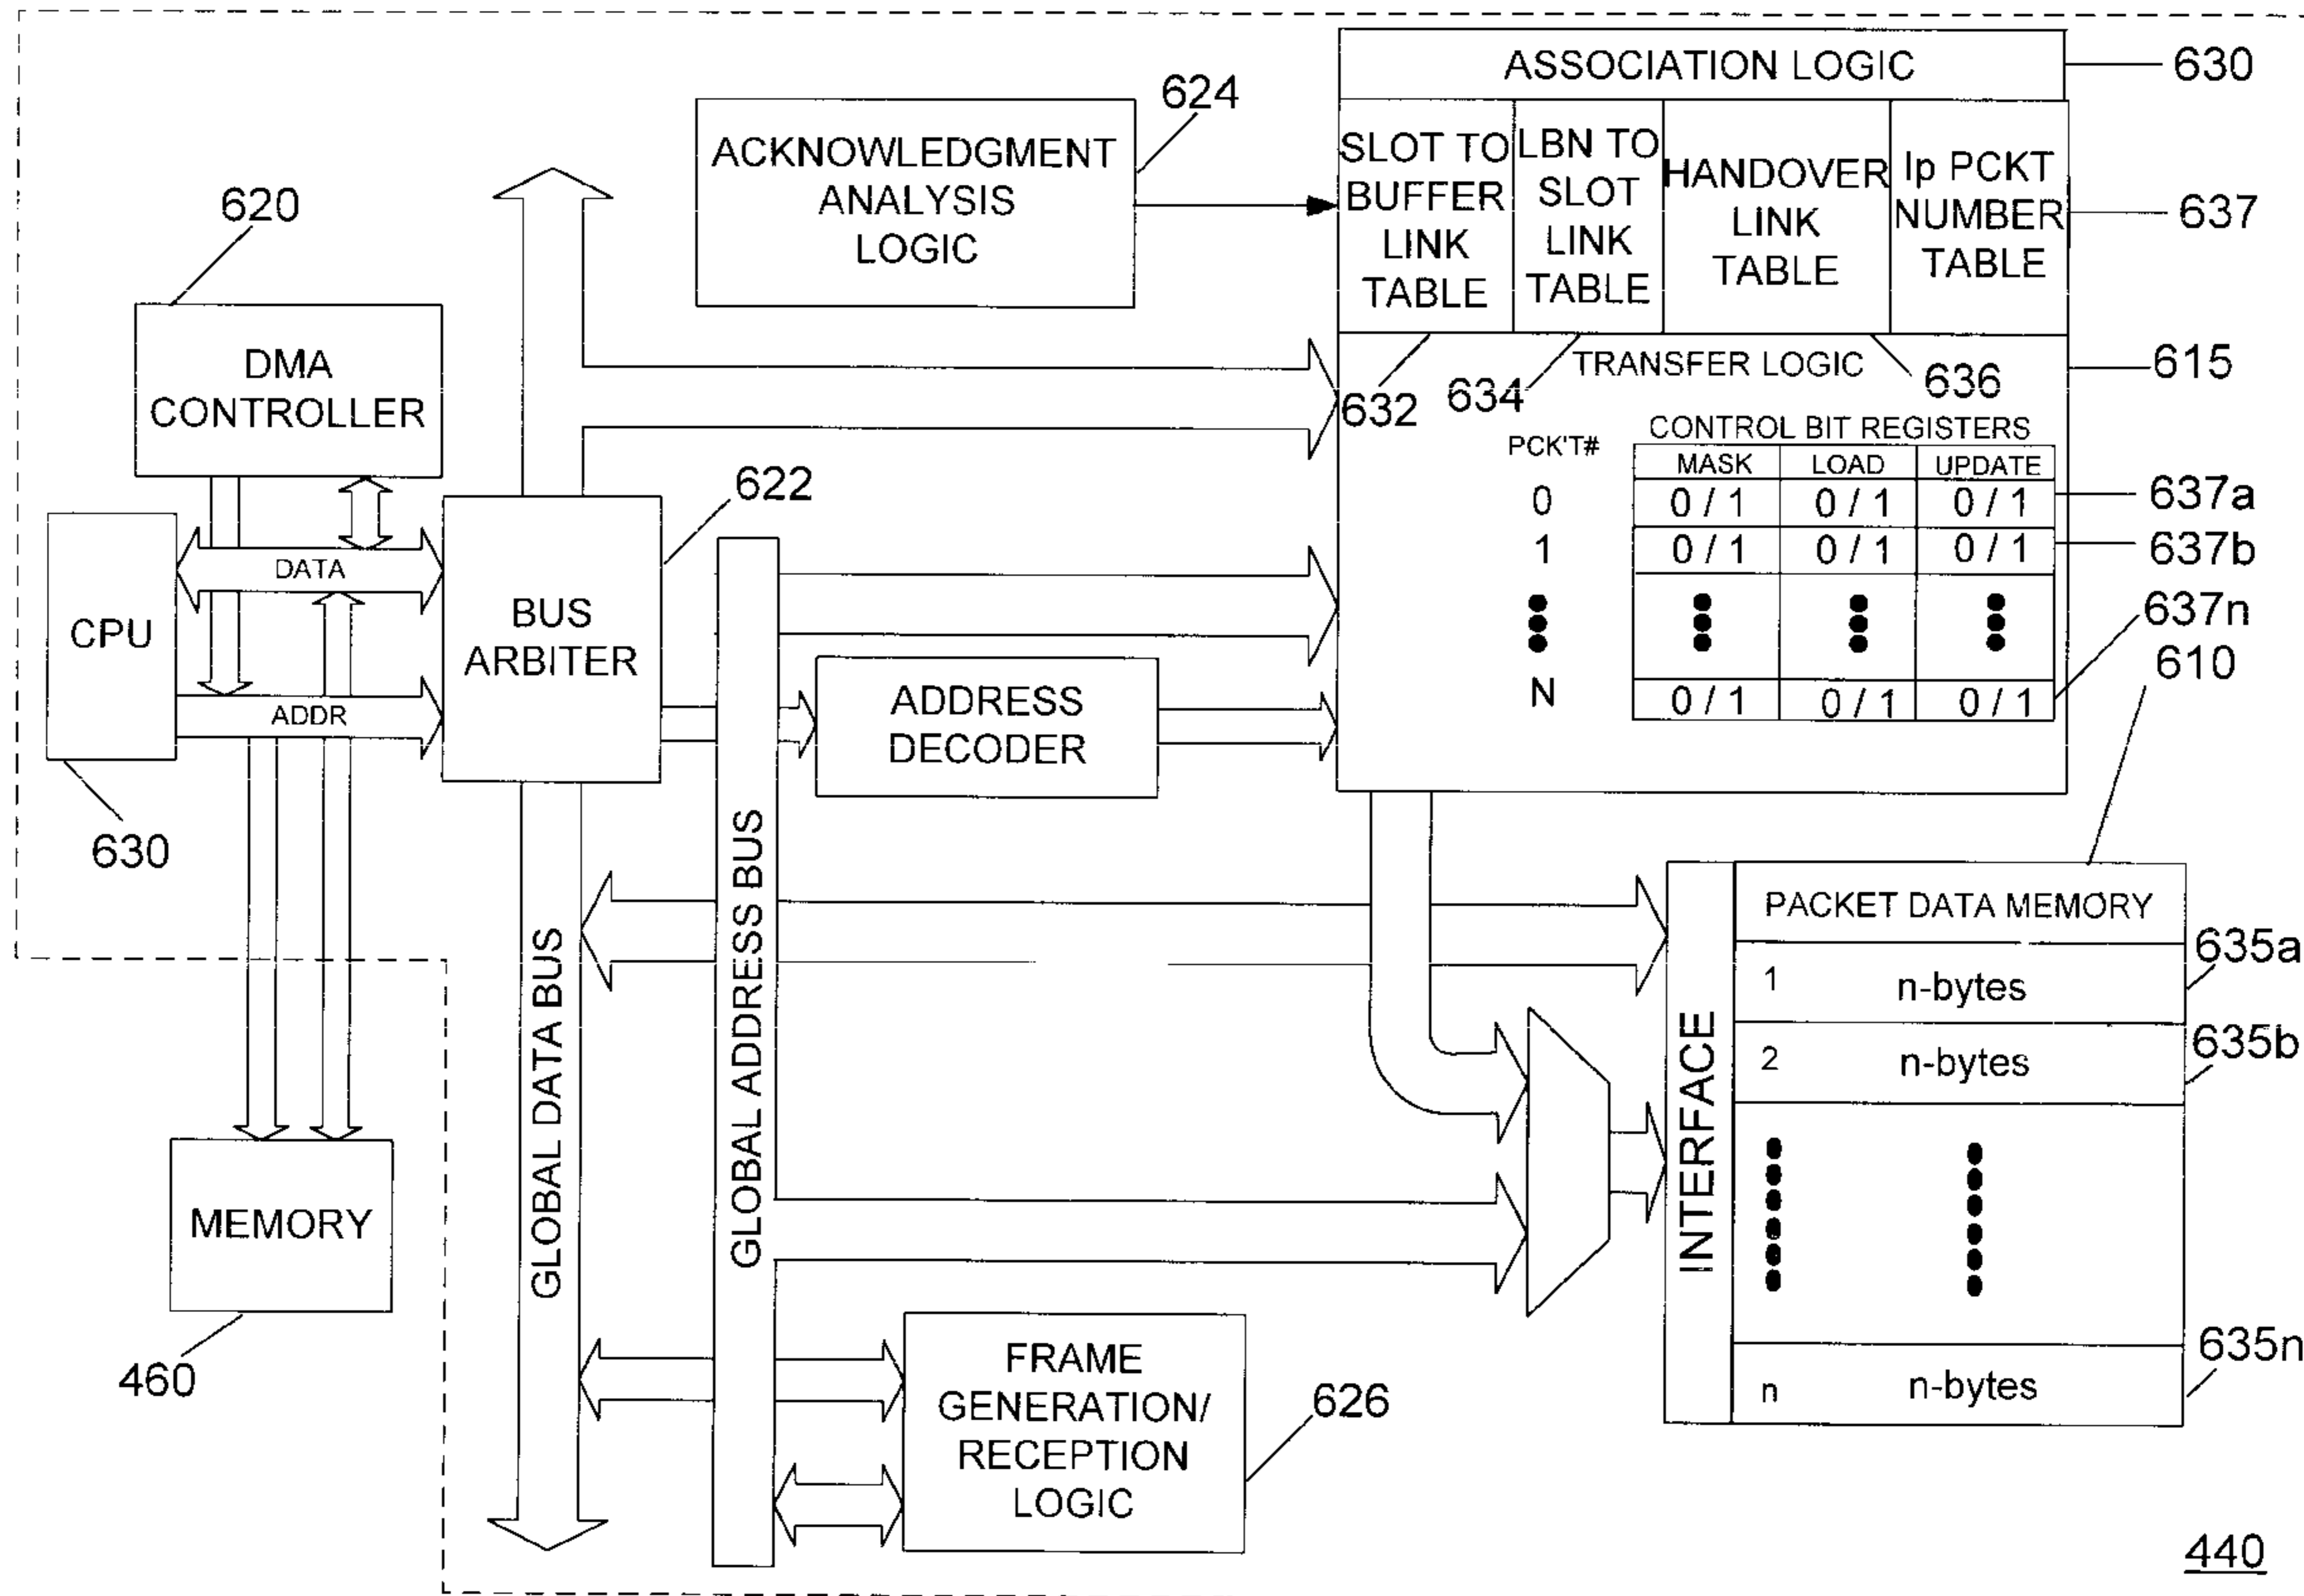 ASSOCIATION LOGIC
630
624
ACKNOWLEDGMENT
ANALYSIS
LOGIC
SLOT TO
BUFFER
LINK
TABLE
LBN TO
SLOT
LINK
TABLE
HANDOVER
LINK
TABLE
Ip PCKT
NUMBER
TABLE
637
620
DMA
CONTROLLER
632
634
TRANSFER LOGIC
636
615
PCK'T#
CONTROL BIT REGISTERS
MASK LOAD UPDATE
0 0 / 1 0 / 1 0 / 1 637a
1 0 / 1 0 / 1 0 / 1 637b
637n
N 0 / 1 0 / 1 0 / 1
610
622
CPU
DATA
ADDR
BUS
ARBITER
ADDRESS
DECODER
630
GLOBAL DATA BUS
GLOBAL ADDRESS BUS
INTERFACE
PACKET DATA MEMORY
1 n-bytes 635a
2 n-bytes 635b
n n-bytes 635n
MEMORY
460
FRAME
GENERATION/
RECEPTION
LOGIC
626
440